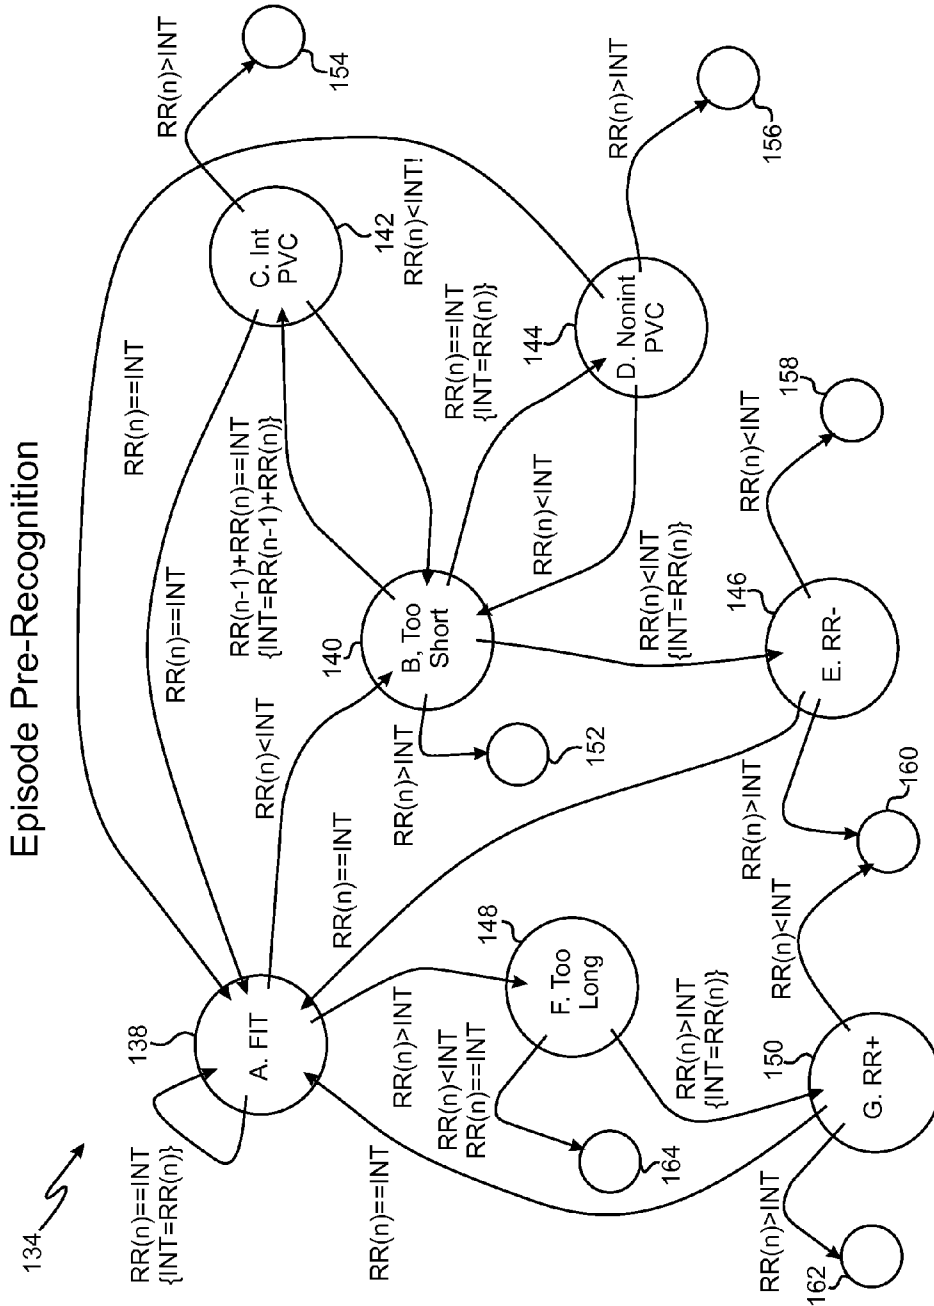 Episode Pre-Recognition
134
RR(n)==INT
{INT=RR(n)}
138
A. FIT
RR(n)==INT
RR(n)==INT
RR(n)<INT
RR(n)==INT
RR(n)>INT
RR(n)==INT
140
B, Too
Short
RR(n)>INT
152
RR(n-1)+RR(n)==INT
{INT=RR(n-1)+RR(n)}
C. Int
PVC
142
RR(n)>INT
154
RR(n)<INT!
RR(n)==INT
{INT=RR(n)}
RR(n)<INT
144
D. Nonint
PVC
RR(n)>INT
156
RR(n)<INT
{INT=RR(n)}
146
E. RR-
RR(n)<INT
158
RR(n)>INT
160
148
F. Too
Long
RR(n)<INT
RR(n)==INT
164
RR(n)>INT
{INT=RR(n)}
150
G. RR+
RR(n)<INT
RR(n)>INT
162